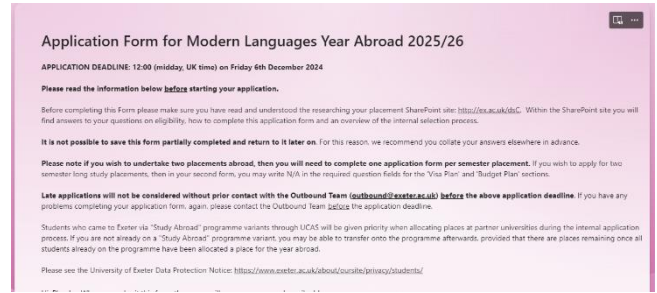 Application Form for Modern Languages Year Abroad 2025/26
APPLICATION DEADLINE: 12:00 (midday, UK time) on Friday 6th December 2024
Please read the information below before starting your application.
Before completing this Form please make sure you have read and understood the researching your placement SharePoint site: http://ex.ac.uk/dsC. Within the SharePoint site you will
find answers to your questions on eligibility, how to complete this application form and an overview of the internal selection process.
It is not possible to save this form partially completed and return to it later on. For this reason, we recommend you collate your answers elsewhere in advance.
Please note if you wish to undertake two placements abroad, then you will need to complete one application form per semester placement. If you wish to apply for two
semester long study placements, then in your second form, you may write N/A in the required question fields for the 'Visa Plan' and 'Budget Plan' sections.
Late applications will not be considered without prior contact with the Outbound Team (outbound@exeter.ac.uk) before the above application deadline. If you have any
problems completing your application form, again, please contact the Outbound Team before the application deadline.
Students who came to Exeter via "Study Abroad" programme variants through UCAS will be given priority when allocating places at partner universities during the internal application
process. If you are not already on a "Study Abroad" programme variant, you may be able to transfer onto the programme afterwards, provided that there are places remaining once all
students already on the programme have been allocated a place for the year abroad.
Please see the University of Exeter Data Protection Notice: https://www.exeter.ac.uk/about/oursite/privacy/students/